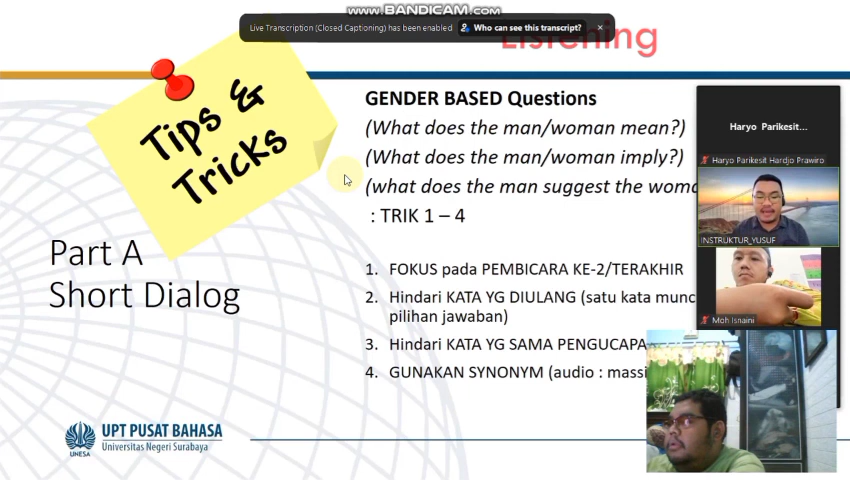 www.BANDICAM.com
Live Transcription (Closed Captioning) has been enabled Who can see this transcript?
Listening
Tips &
Tricks
GENDER BASED Questions
(What does the man/woman mean?)
(What does the man/woman imply?)
(what does the man suggest the woma
: TRIK 1 – 4
Part A
Short Dialog
1. FOKUS pada PEMBICARA KE-2/TERAKHIR
2. Hindari KATA YG DIULANG (satu kata munc
pilihan jawaban)
3. Hindari KATA YG SAMA PENGUCAPA
4. GUNAKAN SYNONYM (audio : massi
Haryo Parikesit...
Haryo Parikesit Hardjo Prawiro
INSTRUKTUR_YUSUF
Moh Isnaini
UNESA
UPT PUSAT BAHASA
Universitas Negeri Surabaya